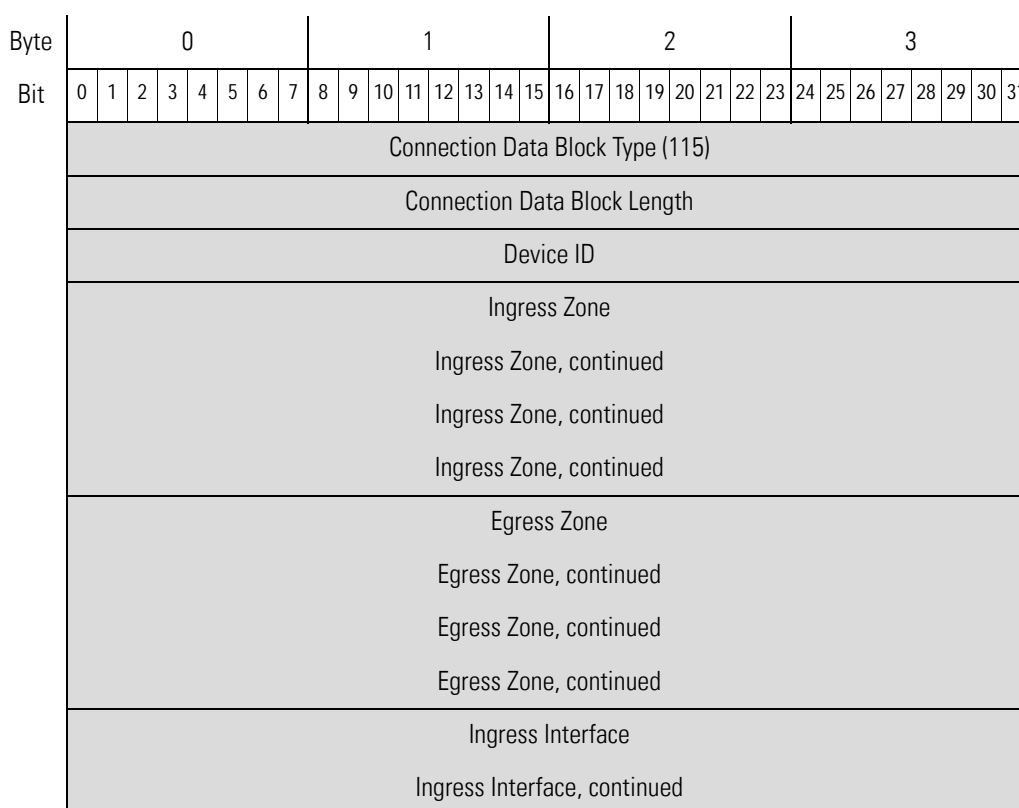 Byte 0 1 2 3
Bit 0 1 2 3 4 5 6 7 8 9 10 11 12 13 14 15 16 17 18 19 20 21 22 23 24 25 26 27 28 29 30 31
Connection Data Block Type (115)
Connection Data Block Length
Device ID
Ingress Zone
Ingress Zone, continued
Ingress Zone, continued
Ingress Zone, continued
Egress Zone
Egress Zone, continued
Egress Zone, continued
Egress Zone, continued
Ingress Interface
Ingress Interface, continued